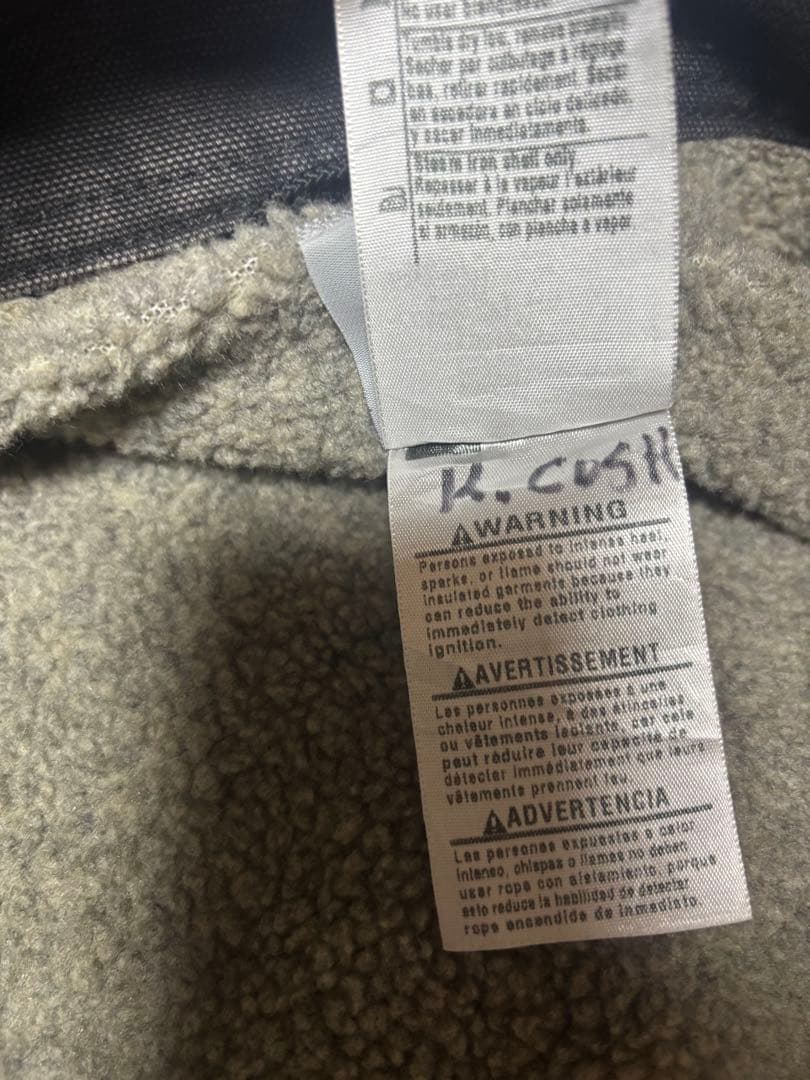 Tumble dry low, remove promptly.
Sécher par culbutage à réglage
bas, retirer rapidement. Secar
en secadora en ciclo delicado,
y sacar inmediatamente.
Steam iron shell only
Repasser à la vapeur l'extérieur
seulement. Planchar solamente
el armazón, con plancha a vapor.
K. COSH
WARNING
Persons exposed to intense heat,
sparks, or flame should not wear
insulated garments because they
can reduce the ability to
immediately detect clothing
ignition.
AVERTISSEMENT
Les personnes exposées à une
chaleur intense, à des étincelles
ou vêtements isolants, car cela
peut réduire leur capacité de
détecter immédiatement que leurs
vêtements prennent feu.
ADVERTENCIA
Las personas expuestas a calor
intenso, chispas o llamas no deben
usar ropa con aislamiento, porque
esto reduce la habilidad de detectar
ropa encendida de inmediato.